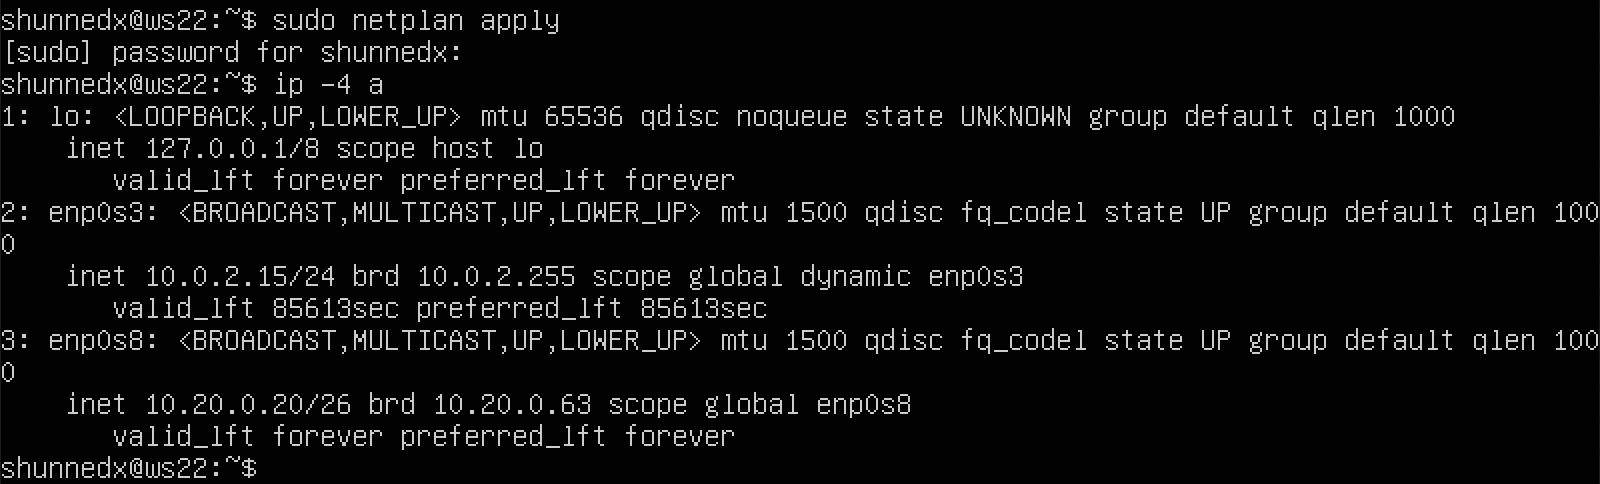 shunnedx@ws22:~$ sudo netplan apply
[sudo] password for shunnedx:
shunnedx@ws22:~$ ip -4 a
1: lo: <LOOPBACK,UP,LOWER_UP> mtu 65536 qdisc noqueue state UNKNOWN group default qlen 1000
    inet 127.0.0.1/8 scope host lo
       valid_lft forever preferred_lft forever
2: enp0s3: <BROADCAST,MULTICAST,UP,LOWER_UP> mtu 1500 qdisc fq_codel state UP group default qlen 100
0
    inet 10.0.2.15/24 brd 10.0.2.255 scope global dynamic enp0s3
       valid_lft 85613sec preferred_lft 85613sec
3: enp0s8: <BROADCAST,MULTICAST,UP,LOWER_UP> mtu 1500 qdisc fq_codel state UP group default qlen 100
0
    inet 10.20.0.20/26 brd 10.20.0.63 scope global enp0s8
       valid_lft forever preferred_lft forever
shunnedx@ws22:~$